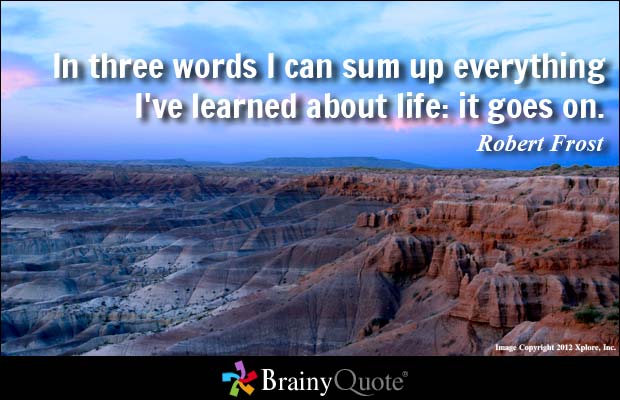 In three words I can sum up everything
I've learned about life: it goes on.
Robert Frost
Image Copyright 2012 Xplore, Inc.
BrainyQuote®